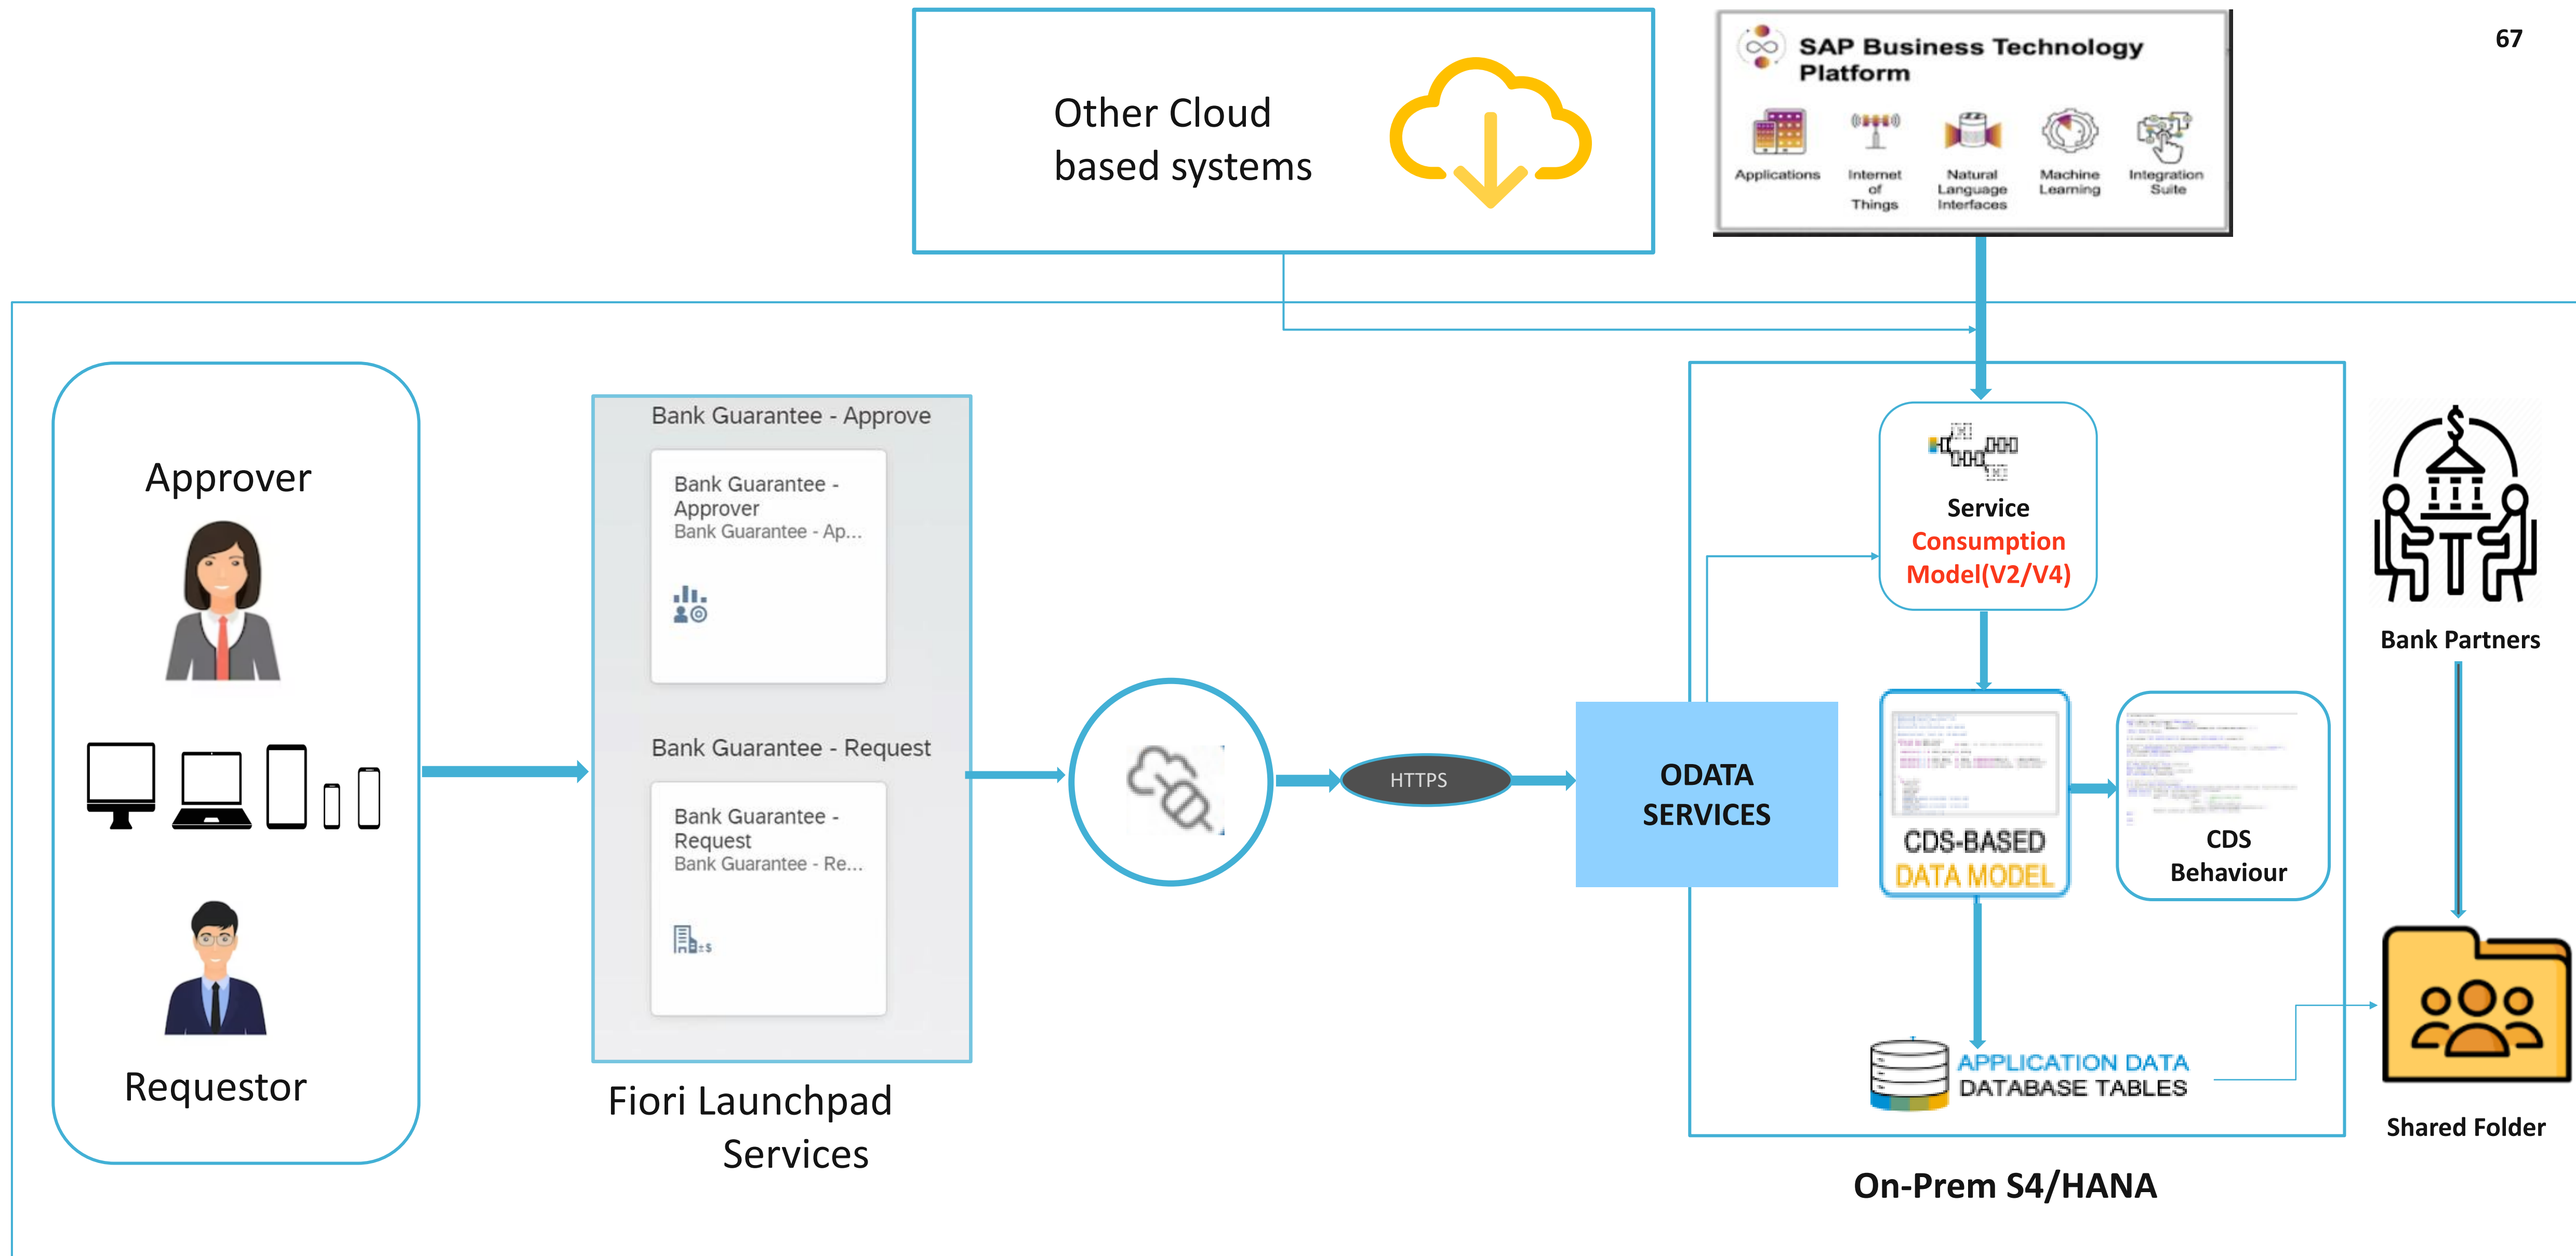 67
Other Cloud
based systems
SAP Business Technology
Platform
Applications
Internet
of
Things
Natural
Language
Interfaces
Machine
Learning
Integration
Suite
Approver
Requestor
Bank Guarantee - Approve
Bank Guarantee -
Approver
Bank Guarantee - Ap...
Bank Guarantee - Request
Bank Guarantee -
Request
Bank Guarantee - Re...
Fiori Launchpad
Services
HTTPS
ODATA
SERVICES
Service
Consumption
Model(V2/V4)
CDS-BASED
DATA MODEL
CDS
Behaviour
APPLICATION DATA
DATABASE TABLES
On-Prem S4/HANA
Bank Partners
Shared Folder